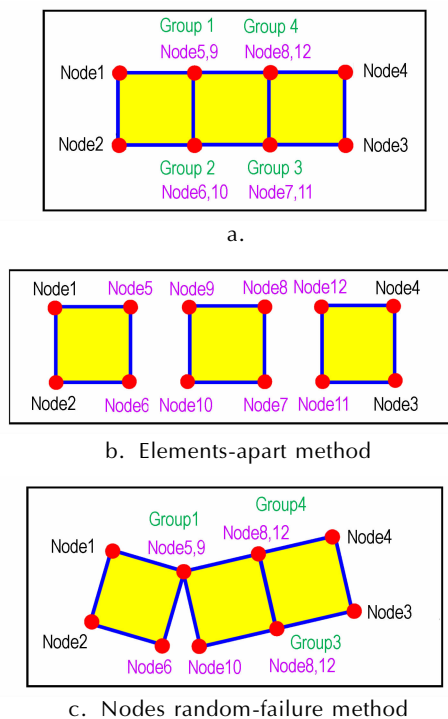 Group 1 Group 4
Node5,9 Node8,12
Node1 Node4
Node2 Node3
Group 2 Group 3
Node6,10 Node7,11
a.
Node1 Node5 Node9 Node8 Node12 Node4
Node2 Node6 Node10 Node7 Node11 Node3
b. Elements-apart method
Group4
Group1 Node8,12
Node1 Node5,9 Node4
Node2 Node3
Node6 Node10 Group3
Node8,12
c. Nodes random-failure method